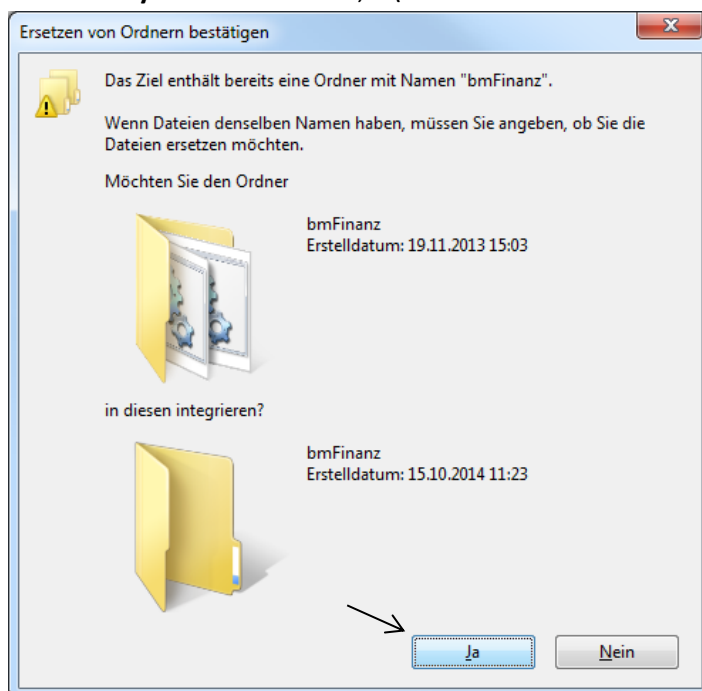 Ersetzen von Ordnern bestätigen
Das Ziel enthält bereits eine Ordner mit Namen "bmFinanz".
Wenn Dateien denselben Namen haben, müssen Sie angeben, ob Sie die
Dateien ersetzen möchten.
Möchten Sie den Ordner
bmFinanz
Erstelldatum: 19.11.2013 15:03
in diesen integrieren?
bmFinanz
Erstelldatum: 15.10.2014 11:23
Ja
Nein